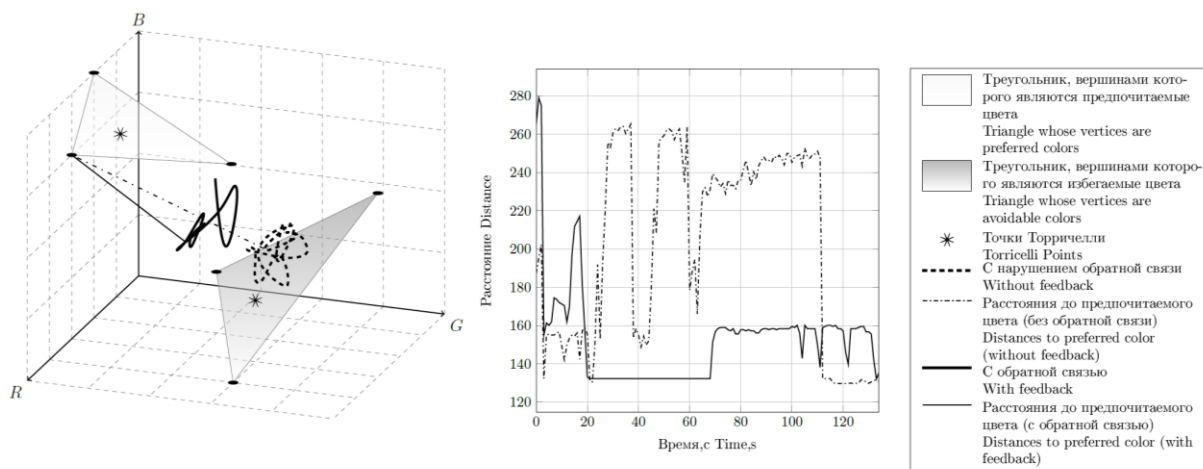 B
G
R
280
260
240
220
200
180
160
140
120
0
20
40
60
80
100
120
Расстояние Distance
Время,с Time,s
Треугольник, вершинами кото-
рого являются предпочитаемые
цвета
Triangle whose vertices are
preferred colors
Треугольник, вершинами которо-
го являются избегаемые цвета
Triangle whose vertices are
avoidable colors
Точки Торричелли
Torricelli Points
С нарушением обратной связи
Without feedback
Расстояния до предпочитаемого
цвета (без обратной связи)
Distances to preferred color
(without feedback)
С обратной связью
With feedback
Расстояния до предпочитаемого
цвета (с обратной связью)
Distances to preferred color (with
feedback)